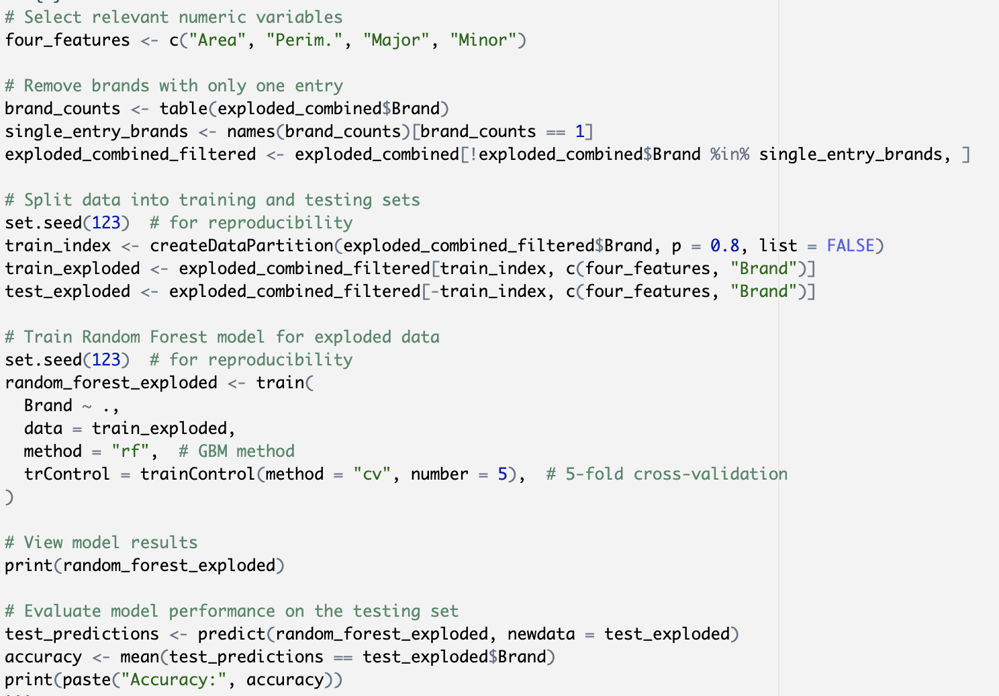 # Select relevant numeric variables
four_features <- c("Area", "Perim.", "Major", "Minor")
# Remove brands with only one entry
brand_counts <- table(exploded_combined$Brand)
single_entry_brands <- names(brand_counts)[brand_counts == 1]
exploded_combined_filtered <- exploded_combined[!exploded_combined$Brand %in% single_entry_brands, ]
# Split data into training and testing sets
set.seed(123)  # for reproducibility
train_index <- createDataPartition(exploded_combined_filtered$Brand, p = 0.8, list = FALSE)
train_exploded <- exploded_combined_filtered[train_index, c(four_features, "Brand")]
test_exploded <- exploded_combined_filtered[-train_index, c(four_features, "Brand")]
# Train Random Forest model for exploded data
set.seed(123)  # for reproducibility
random_forest_exploded <- train(
  Brand ~ .,
  data = train_exploded,
  method = "rf",  # GBM method
  trControl = trainControl(method = "cv", number = 5),  # 5-fold cross-validation
)
# View model results
print(random_forest_exploded)
# Evaluate model performance on the testing set
test_predictions <- predict(random_forest_exploded, newdata = test_exploded)
accuracy <- mean(test_predictions == test_exploded$Brand)
print(paste("Accuracy:", accuracy))